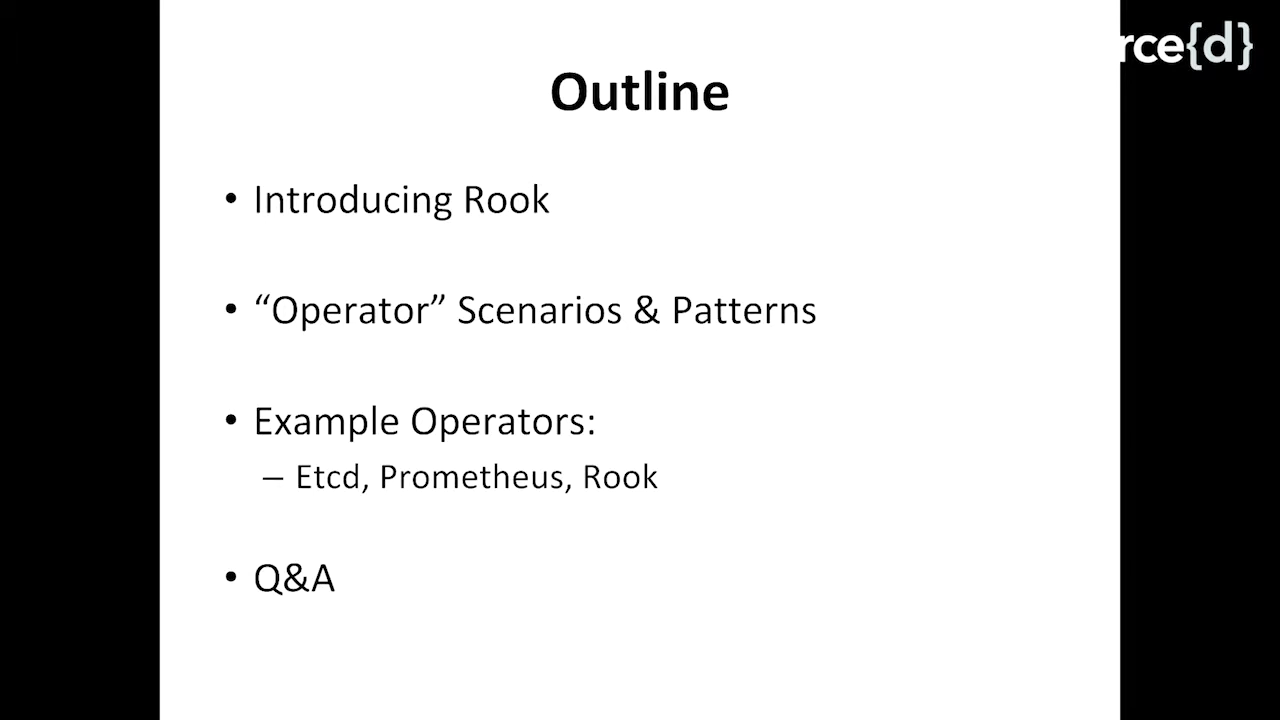 rce{d}
Outline
• Introducing Rook
• “Operator” Scenarios & Patterns
• Example Operators:
– Etcd, Prometheus, Rook
• Q&A